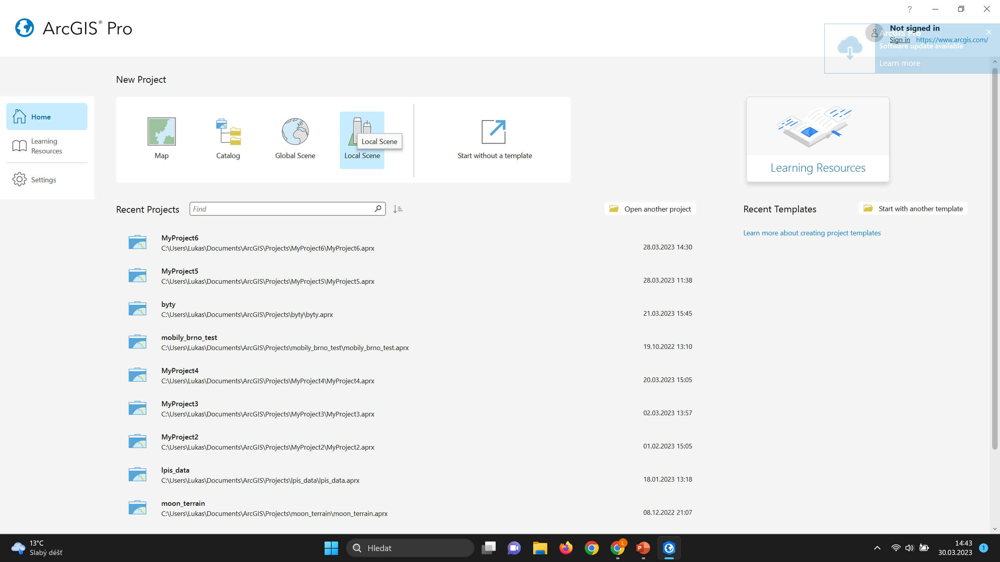 ArcGIS® Pro
Not signed in
Sign in https://www.arcgis.com/
ArcGIS Pro
Software update available
Learn more
New Project
Home
Learning
Resources
Settings
Map
Catalog
Global Scene
Local Scene
Local Scene
Start without a template
Learning Resources
Recent Projects
Find
Open another project
Recent Templates
Start with another template
Learn more about creating project templates
MyProject6
C:\Users\Lukas\Documents\ArcGIS\Projects\MyProject6\MyProject6.aprx
28.03.2023 14:30
MyProject5
C:\Users\Lukas\Documents\ArcGIS\Projects\MyProject5\MyProject5.aprx
28.03.2023 11:38
byty
C:\Users\Lukas\Documents\ArcGIS\Projects\byty\byty.aprx
21.03.2023 15:45
mobily_brno_test
C:\Users\Lukas\Documents\ArcGIS\Projects\mobily_brno_test\mobily_brno_test.aprx
19.10.2022 13:10
MyProject4
C:\Users\Lukas\Documents\ArcGIS\Projects\MyProject4\MyProject4.aprx
20.03.2023 15:05
MyProject3
C:\Users\Lukas\Documents\ArcGIS\Projects\MyProject3\MyProject3.aprx
02.03.2023 13:57
MyProject2
C:\Users\Lukas\Documents\ArcGIS\Projects\MyProject2\MyProject2.aprx
01.02.2023 15:05
lpis_data
C:\Users\Lukas\Documents\ArcGIS\Projects\lpis_data\lpis_data.aprx
18.01.2023 13:18
moon_terrain
C:\Users\Lukas\Documents\ArcGIS\Projects\moon_terrain\moon_terrain.aprx
08.12.2022 21:07
13°C
Slabý déšť
Hledat
L
P
14:43
30.03.2023
1